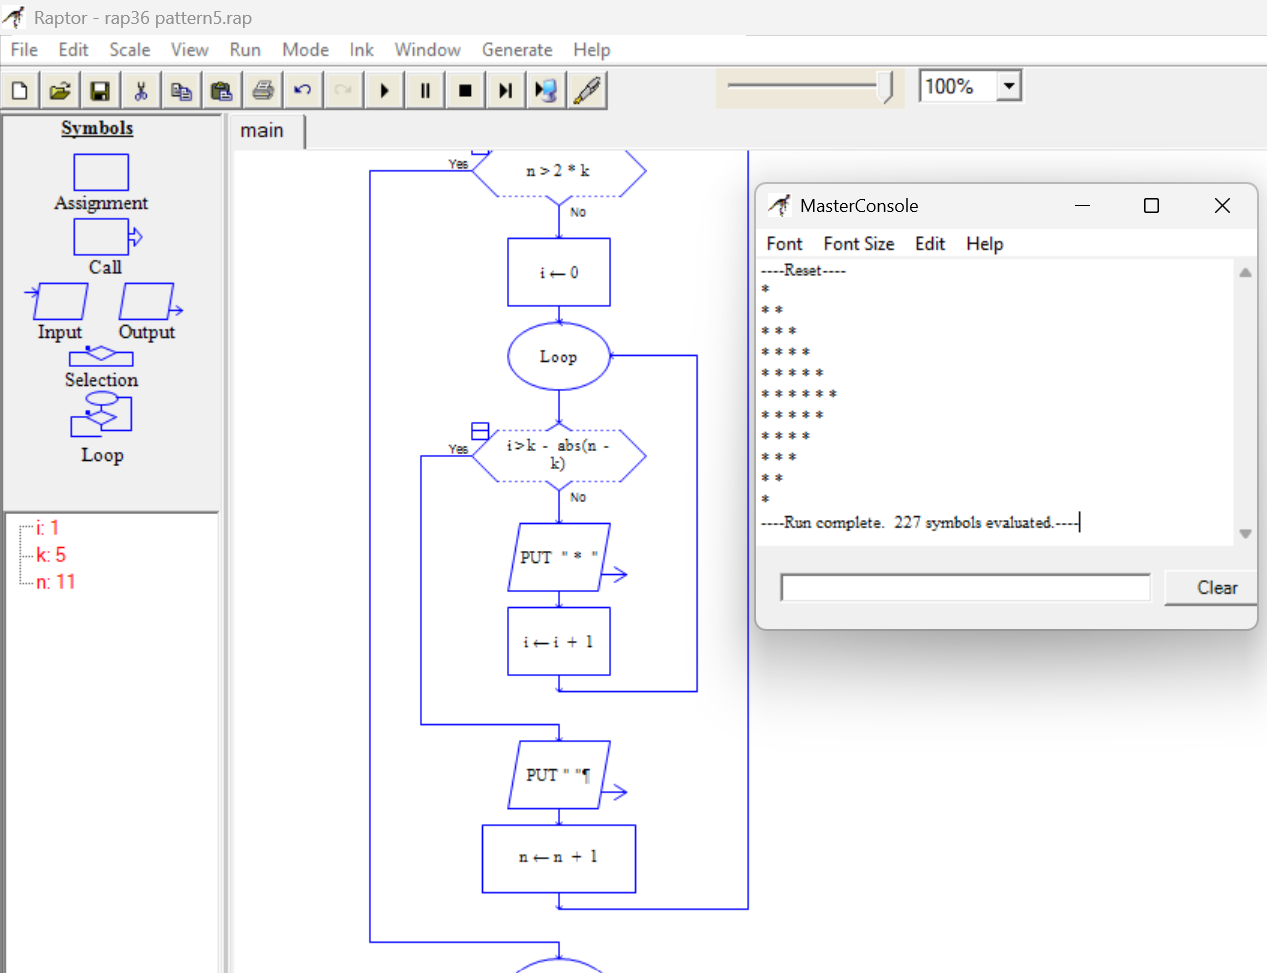 Raptor - rap36 pattern5.rap
File Edit Scale View Run Mode Ink Window Generate Help
100%
Symbols
Assignment
Call
Input Output
Selection
Loop
i: 1
k: 5
n: 11
main
n > 2 * k
Yes
No
i ← 0
Loop
i>k - abs(n -
k)
Yes
No
PUT " * "
i ← i + 1
PUT " "¶
n ← n + 1
MasterConsole
Font Font Size Edit Help
----Reset----
*
* *
* * *
* * * *
* * * * *
* * * * * *
* * * * *
* * * *
* * *
* *
*
----Run complete. 227 symbols evaluated.----
Clear